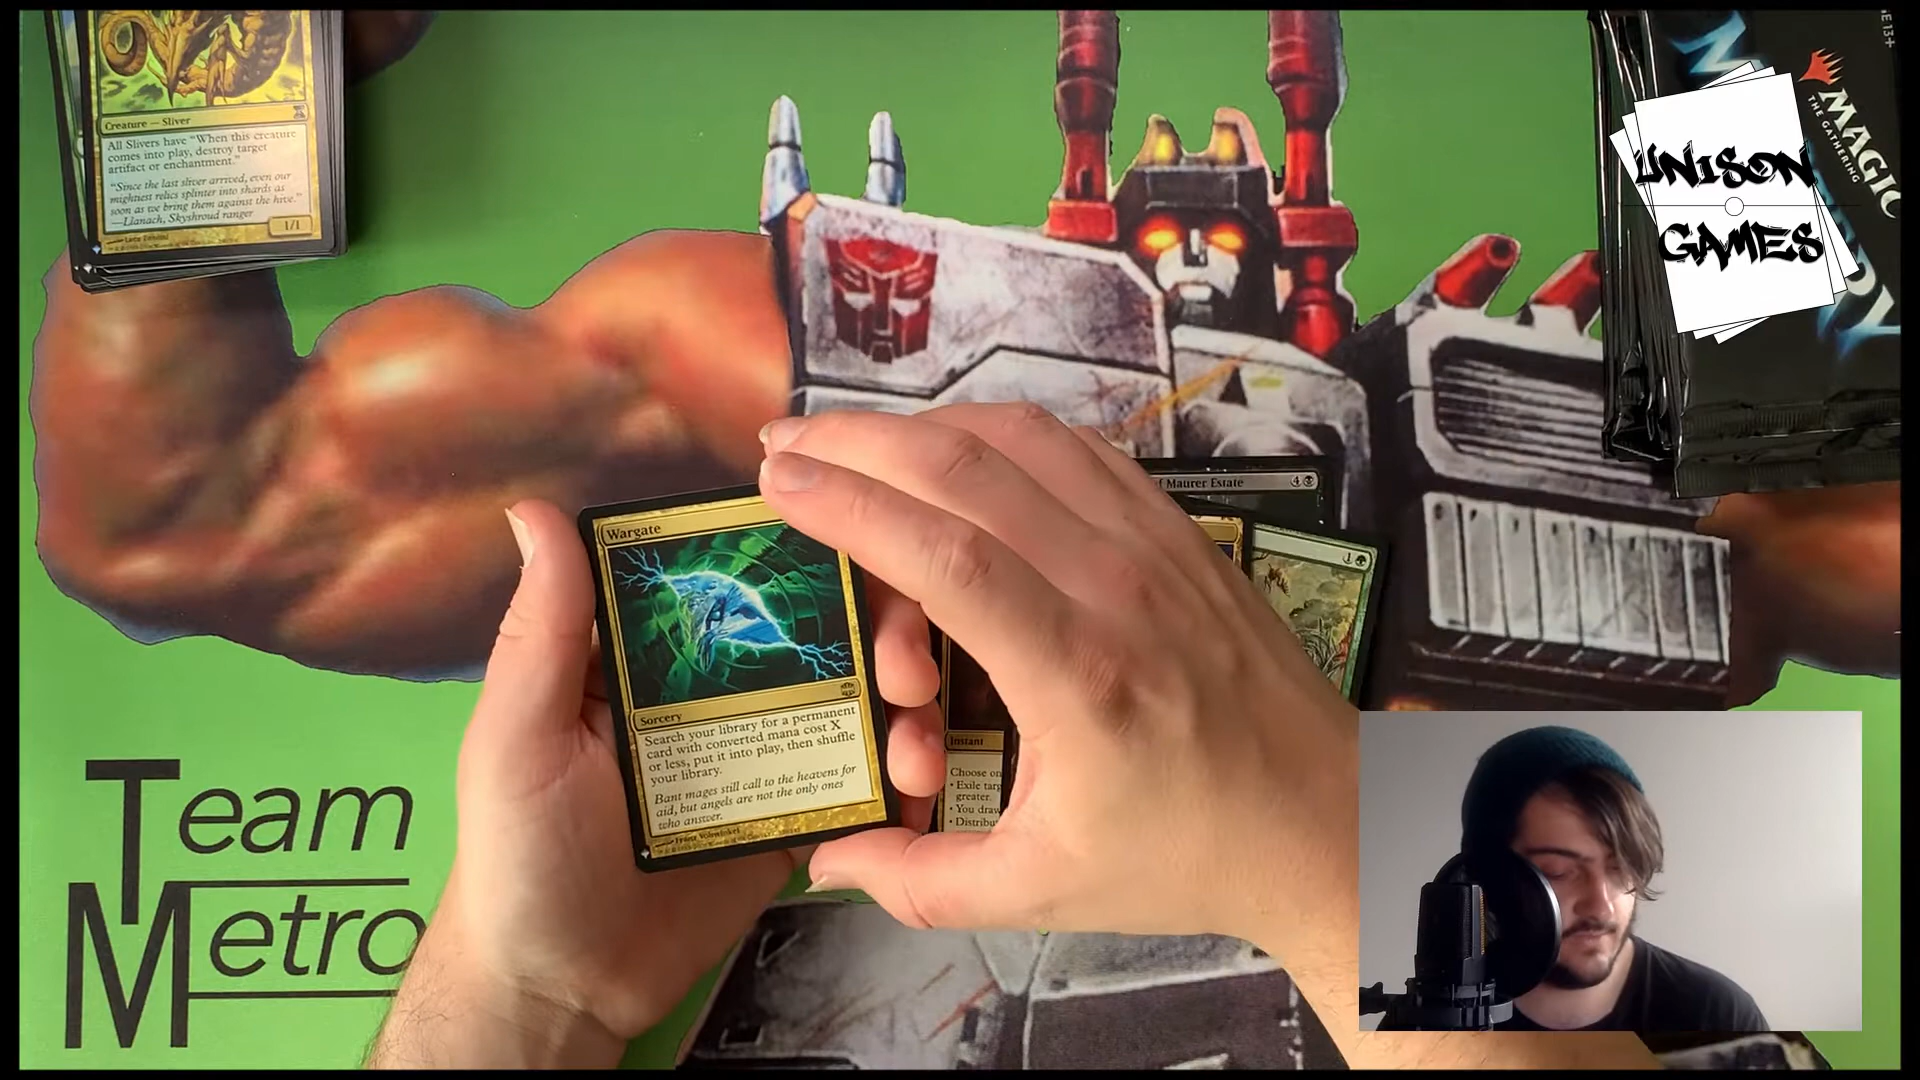 Creature — Sliver
All Slivers have "When this creature
comes into play, destroy target
artifact or enchantment."
"Since the last sliver arrived, even our
mightiest relics splinter into shards as
soon as we bring them against the hive."
—Llanach, Skyshroud ranger
1/1
E 13+
MAGIC
THE GATHERING
UNISON
GAMES
f Maurer Estate
4
1
Wargate
Sorcery
Search your library for a permanent
card with converted mana cost X
or less, put it into play, then shuffle
your library.
Bant mages still call to the heavens for
aid, but angels are not the only ones
who answer.
Franz Vohwinkel
Instant
Choose on
• Exile targ
greater.
• You draw
• Distribu
Team
Metro